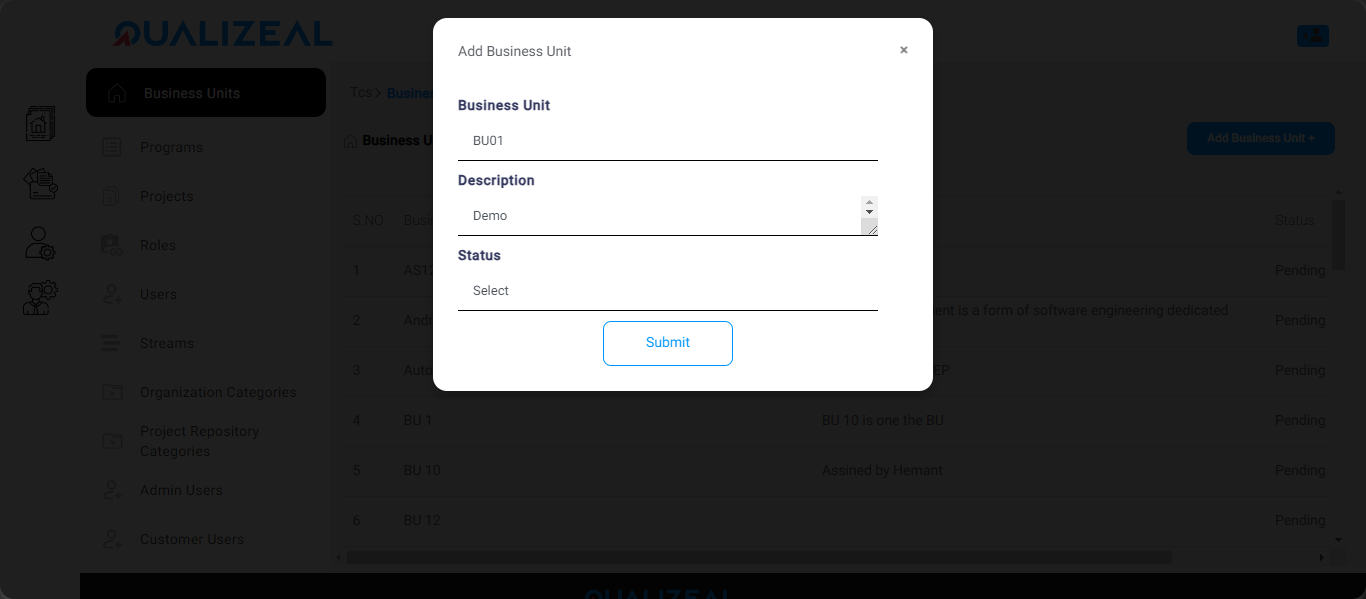 QUALIZEAL
Add Business Unit
×
Business Units
Tcs > Busine
Business Unit
Programs
Business U
BU01
Add Business Unit +
Description
Projects
Demo
S.NO Busi Status
Roles
Status
1 AS12 Pending
Select
Users
2 Andr ent is a form of software engineering dedicated Pending
Streams
Submit
3 Auto EP Pending
Organization Categories
4 BU 1 BU 10 is one the BU Pending
Project Repository
Categories
5 BU 10 Assined by Hemant Pending
Admin Users
6 BU 12 Pending
Customer Users
QUALIZEAL